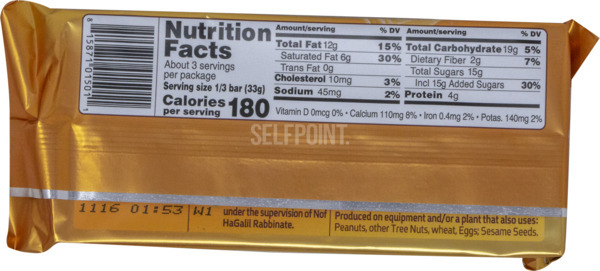 8 15871 01501 1
Nutrition
Facts
About 3 servings
per package
Serving size 1/3 bar (33g)
Calories
per serving 180
Amount/serving % DV
Total Fat 12g 15%
Saturated Fat 6g 30%
Trans Fat 0g
Cholesterol 10mg 3%
Sodium 45mg 2%
Amount/serving % DV
Total Carbohydrate 19g 5%
Dietary Fiber 2g 7%
Total Sugars 15g
Incl 15g Added Sugars 30%
Protein 4g
Vitamin D 0mcg 0% • Calcium 110mg 8% • Iron 0.4mg 2% • Potas. 140mg 2%
SELFPOINT.
1116 01:53 W1
under the supervision of Nof
HaGalil Rabbinate.
Produced on equipment and/or a plant that also uses:
Peanuts, other Tree Nuts, wheat, Eggs; Sesame Seeds.